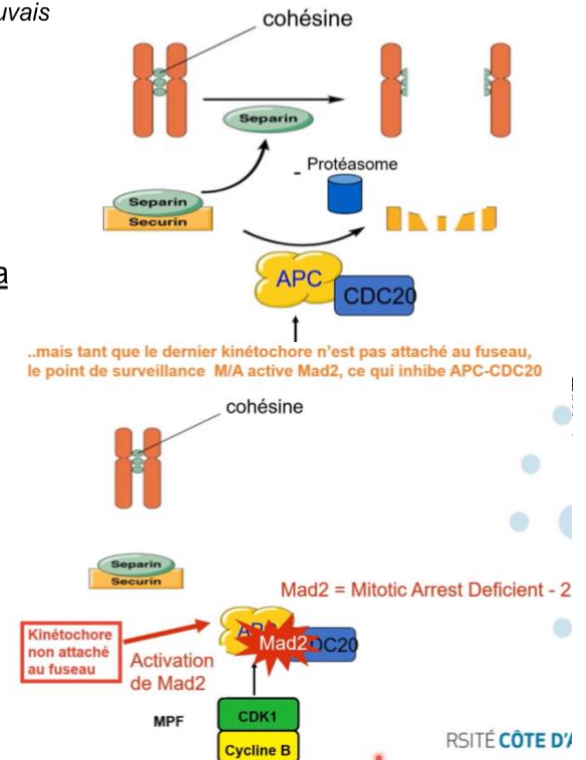 uvais
cohésine
Separin
Protéasome
-
Separin
Securin
a
APC
CDC20
..mais tant que le dernier kinétochore n'est pas attaché au fuseau,
le point de surveillance M/A active Mad2, ce qui inhibe APC-CDC20
cohésine
Separin
Securin
Mad2 = Mitotic Arrest Deficient - 2
Kinétochore
non attaché
au fuseau
Activation
de Mad2
Mad2
DC20
MPF
CDK1
Cycline B
RSITÉ CÔTE D'A